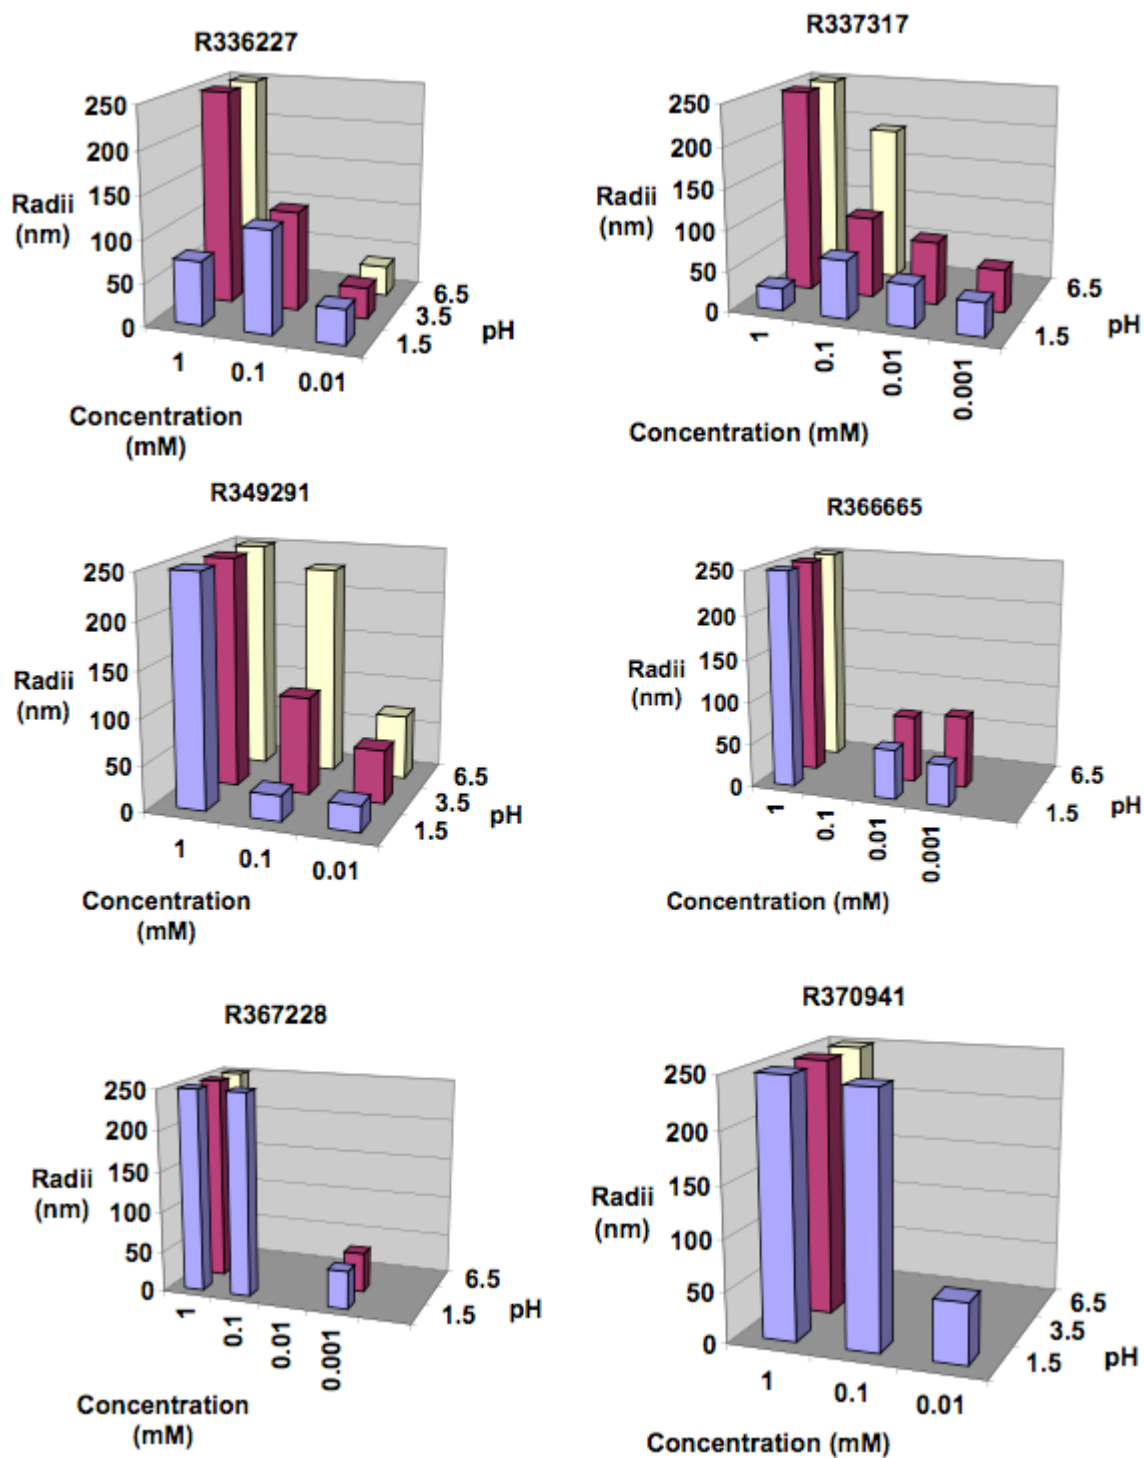 R336227
250
200
150
100
50
0
Radii
(nm)
1
0.1
0.01
1.5
3.5
6.5
pH
Concentration
(mM)
R337317
250
200
150
100
50
0
Radii
(nm)
1
0.1
0.01
0.001
1.5
6.5
pH
Concentration (mM)
R349291
250
200
150
100
50
0
Radii
(nm)
1
0.1
0.01
1.5
3.5
6.5
pH
Concentration
(mM)
R366665
250
200
150
100
50
0
Radii
(nm)
1
0.1
0.01
0.001
1.5
6.5
pH
Concentration (mM)
R367228
250
200
150
100
50
0
Radii
(nm)
1
0.1
0.01
0.001
1.5
6.5
pH
Concentration
(mM)
R370941
250
200
150
100
50
0
Radii
(nm)
1
0.1
0.01
1.5
3.5
6.5
pH
Concentration (mM)